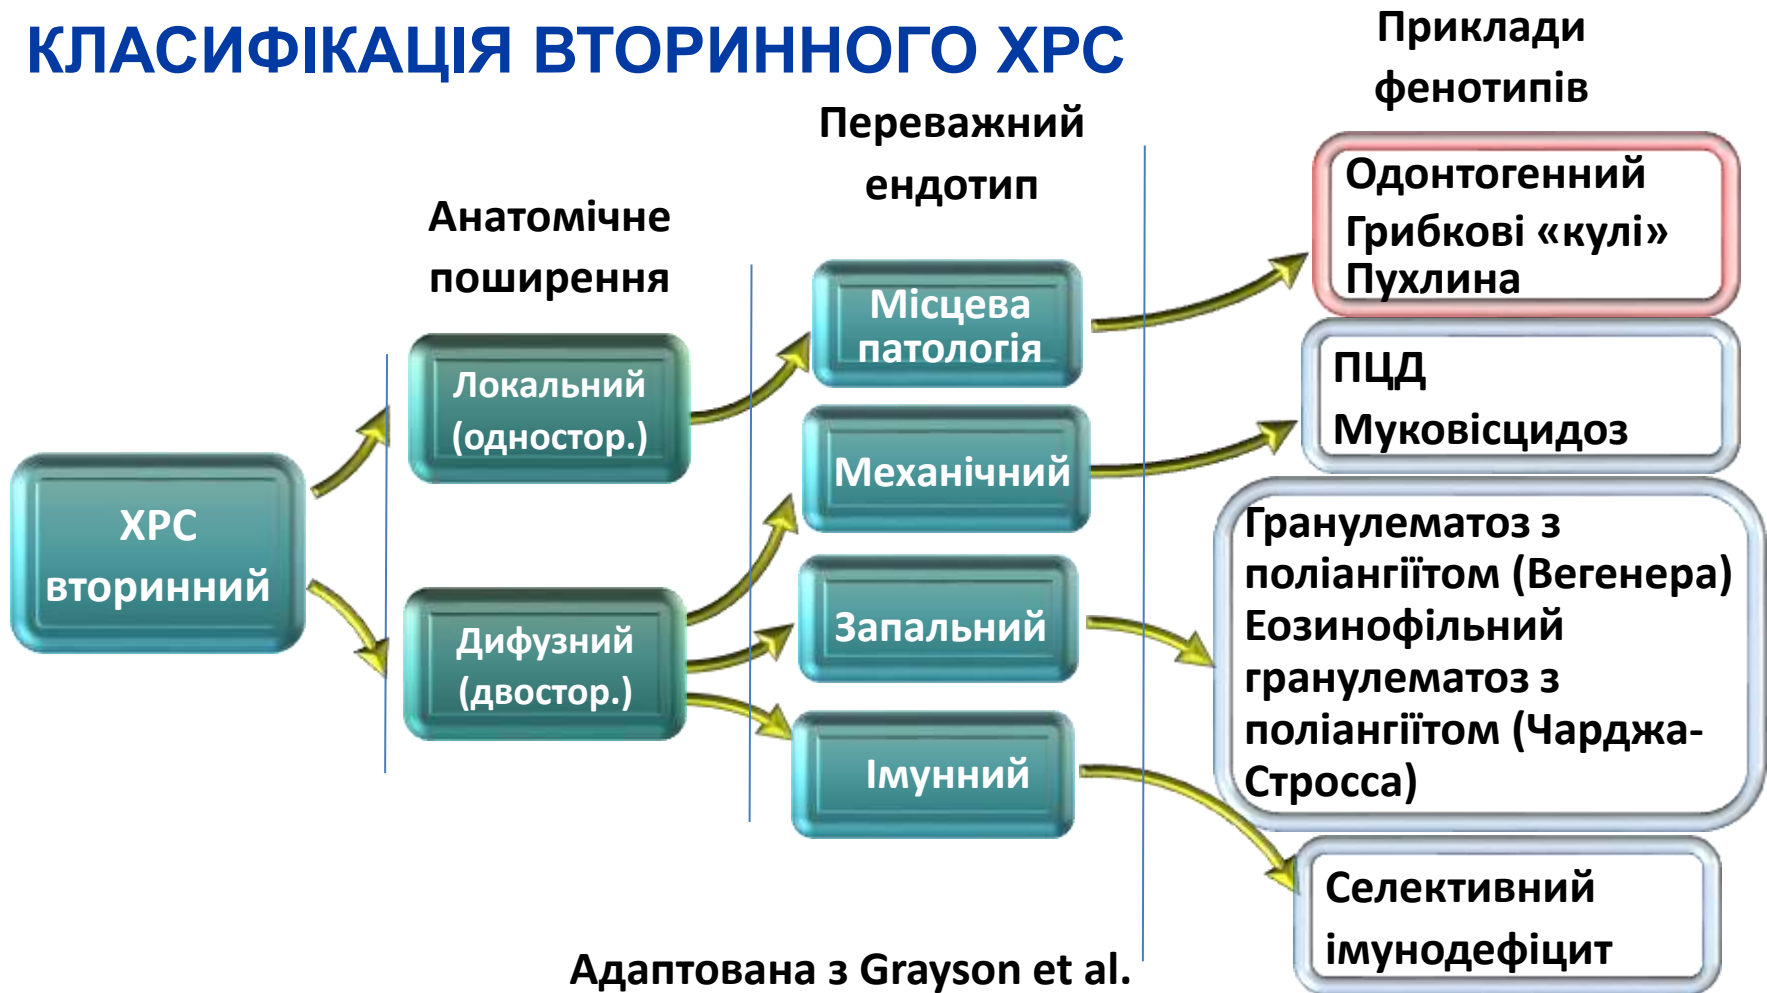 КЛАСИФІКАЦІЯ ВТОРИННОГО ХРС
Анатомічне
поширення
Переважний
ендотип
Приклади
фенотипів
ХРС
вторинний
Локальний
(одностор.)
Дифузний
(двостор.)
Місцева
патологія
Механічний
Запальний
Імунний
Одонтогенний
Грибкові «кулі»
Пухлина
ПЦД
Муковісцидоз
Гранулематоз з
поліангіїтом (Вегенера)
Еозинофільний
гранулематоз з
поліангіїтом (Чарджа-
Стросса)
Селективний
імунодефіцит
Адаптована з Grayson et al.